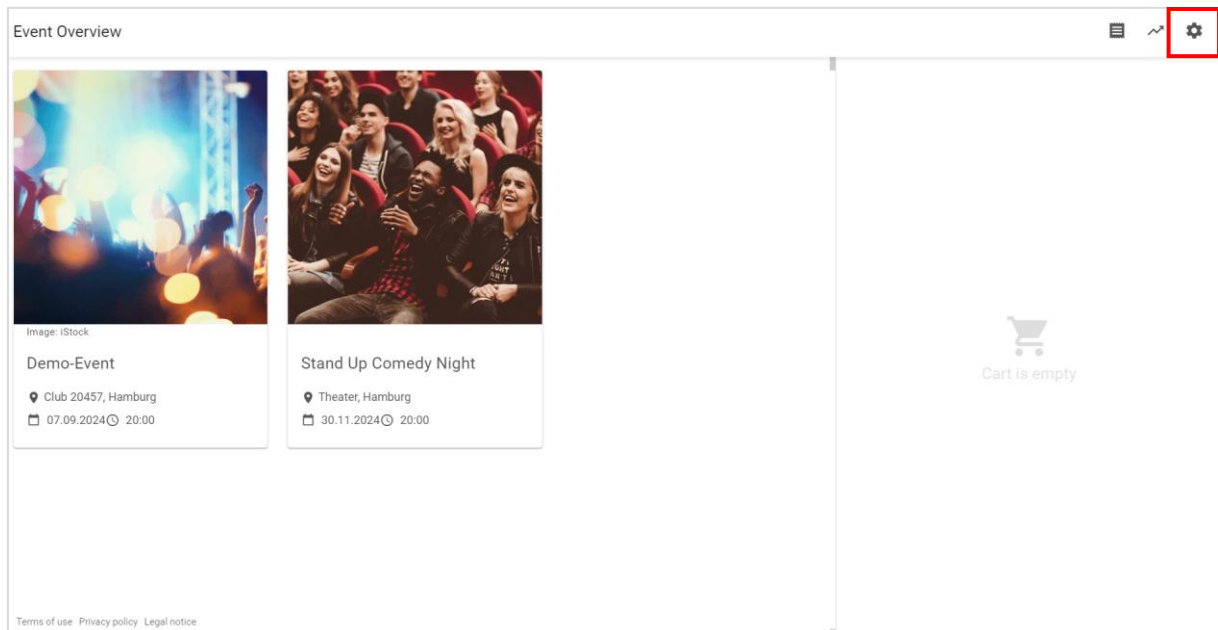 Event Overview
Image: iStock
Demo-Event
Club 20457, Hamburg
07.09.2024 20:00
Stand Up Comedy Night
Theater, Hamburg
30.11.2024 20:00
Cart is empty
Terms of use Privacy policy Legal notice